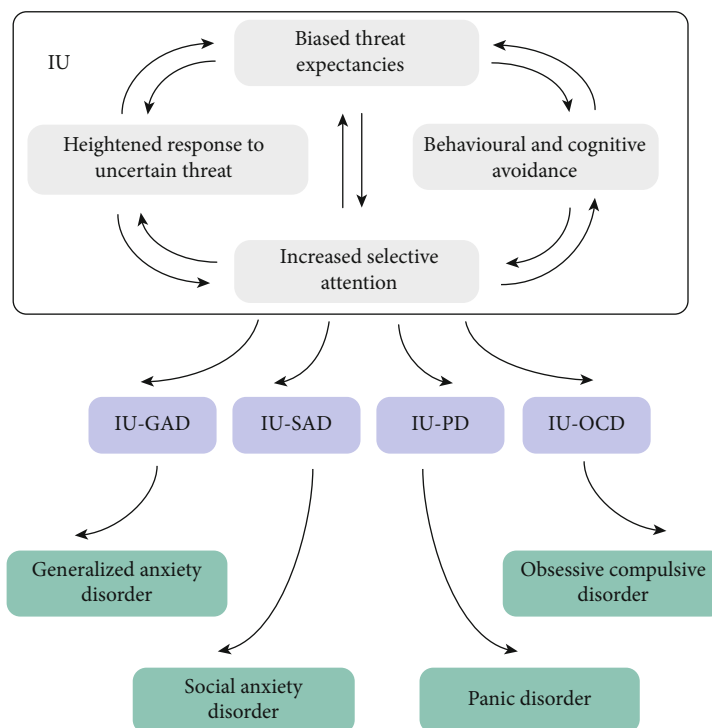 IU
Biased threat
expectancies
Heightened response to
uncertain threat
Behavioural and cognitive
avoidance
Increased selective
attention
IU-GAD
IU-SAD
IU-PD
IU-OCD
Generalized anxiety
disorder
Obsessive compulsive
disorder
Social anxiety
disorder
Panic disorder